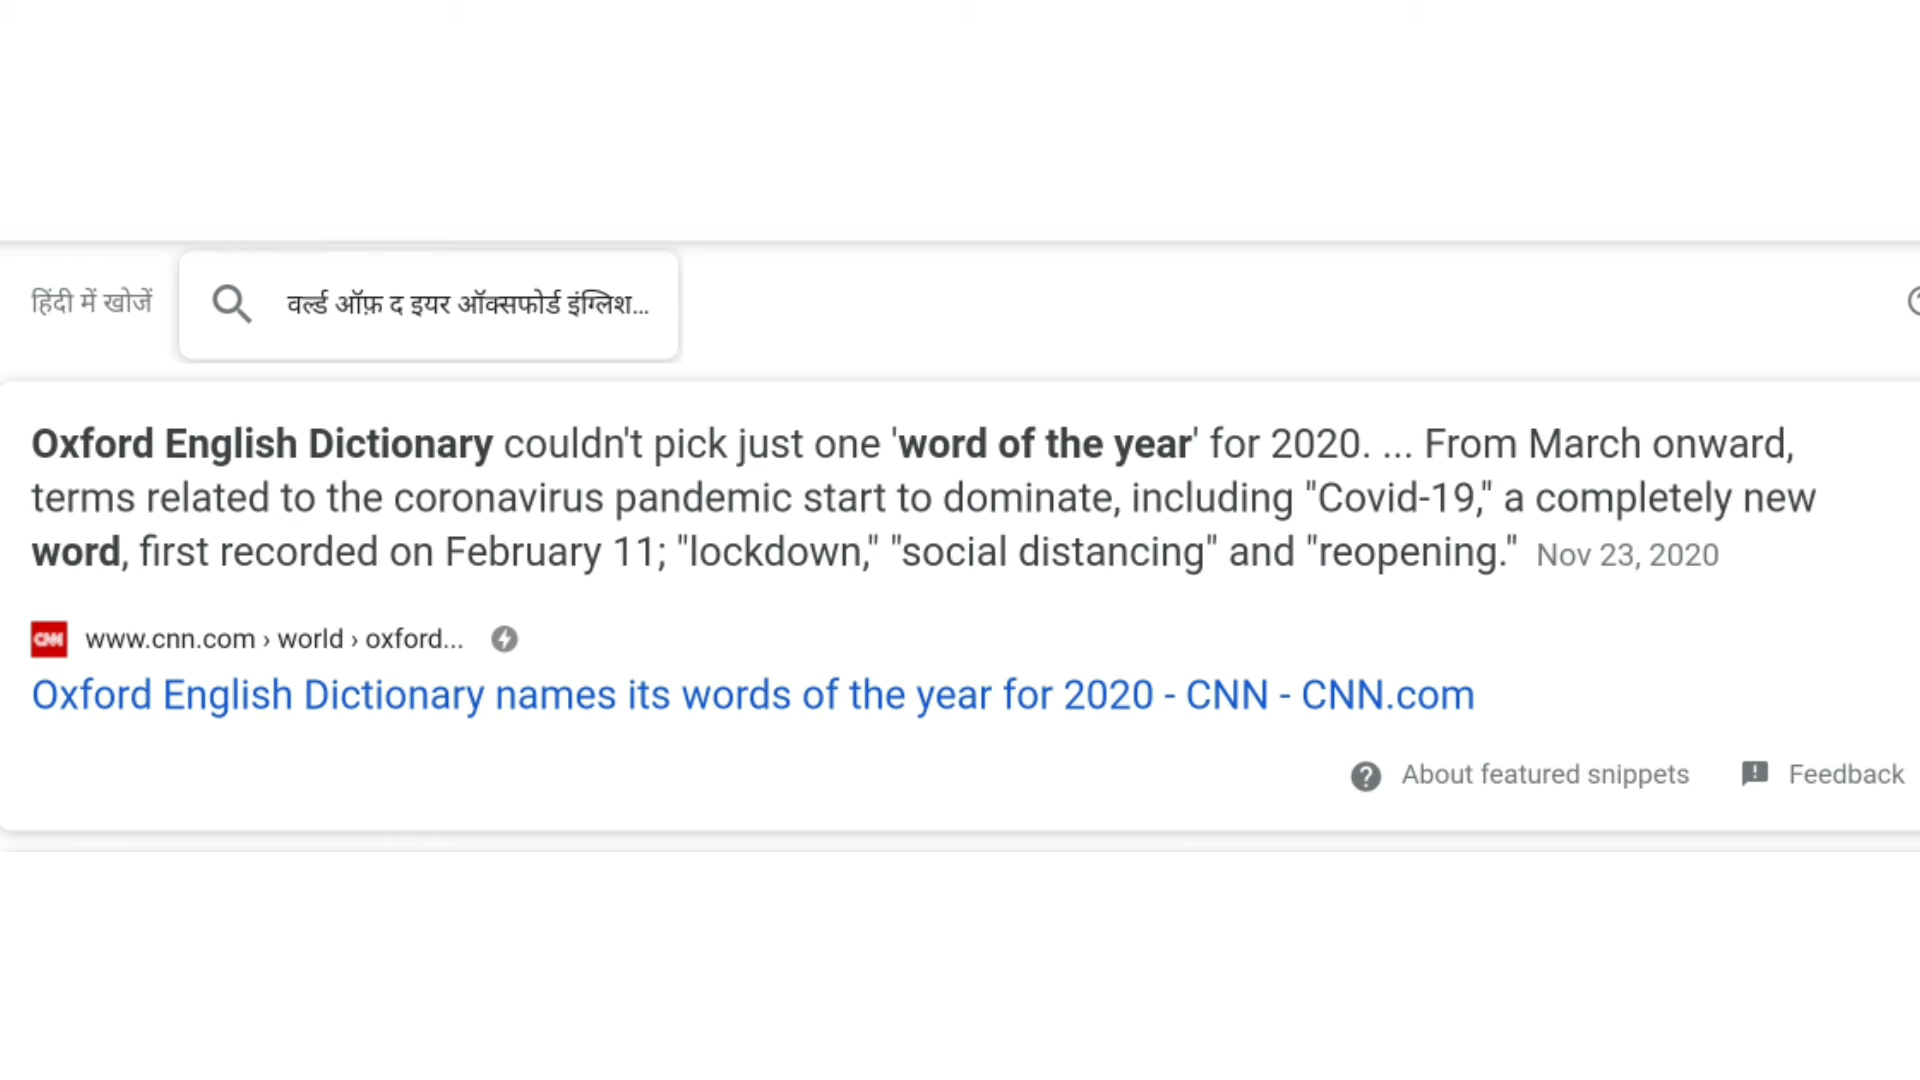 हिंदी में खोजें वर्ल्ड ऑफ़ द इयर ऑक्सफोर्ड इंग्लिश...
Oxford English Dictionary couldn't pick just one 'word of the year' for 2020. ... From March onward,
terms related to the coronavirus pandemic start to dominate, including "Covid-19," a completely new
word, first recorded on February 11; "lockdown," "social distancing" and "reopening." Nov 23, 2020
CNN www.cnn.com › world › oxford...
Oxford English Dictionary names its words of the year for 2020 - CNN - CNN.com
About featured snippets Feedback